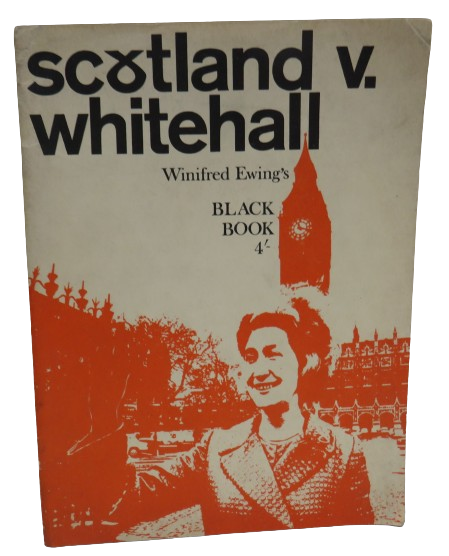 scotland v.
whitehall
Winifred Ewing's
BLACK
BOOK
4/-